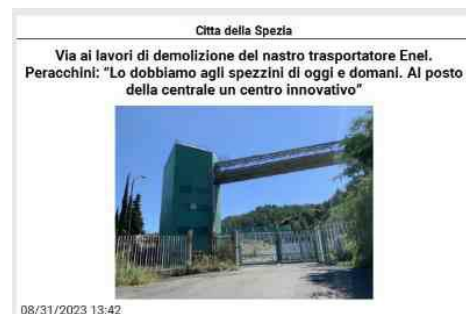 Citta della Spezia
Via ai lavori di demolizione del nastro trasportatore Enel.
Peracchini: “Lo dobbiamo agli spezzini di oggi e domani. Al posto
della centrale un centro innovativo”
08/31/2023 13:42